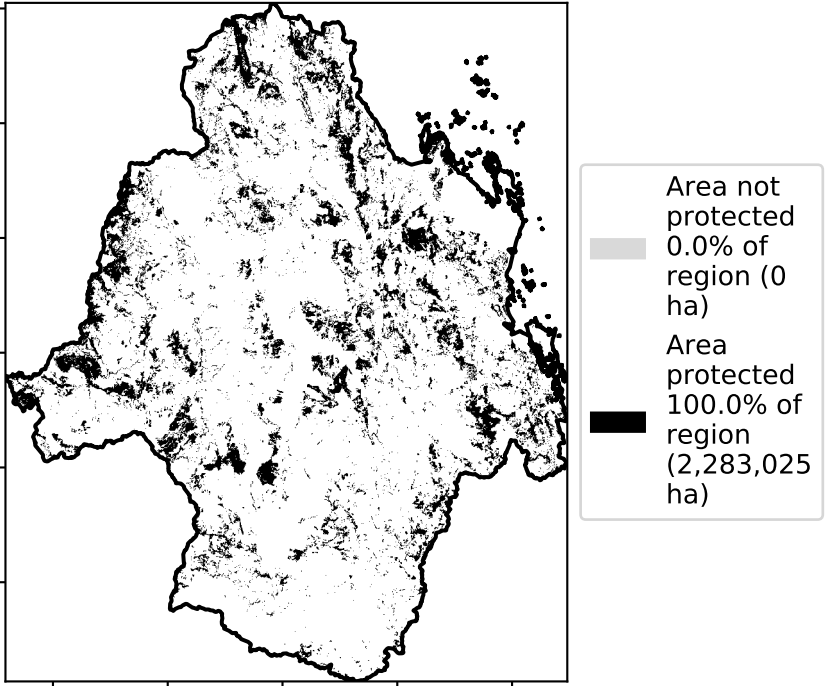 Area not
protected
0.0% of
region (0
ha)
Area
protected
100.0% of
region
(2,283,025
ha)